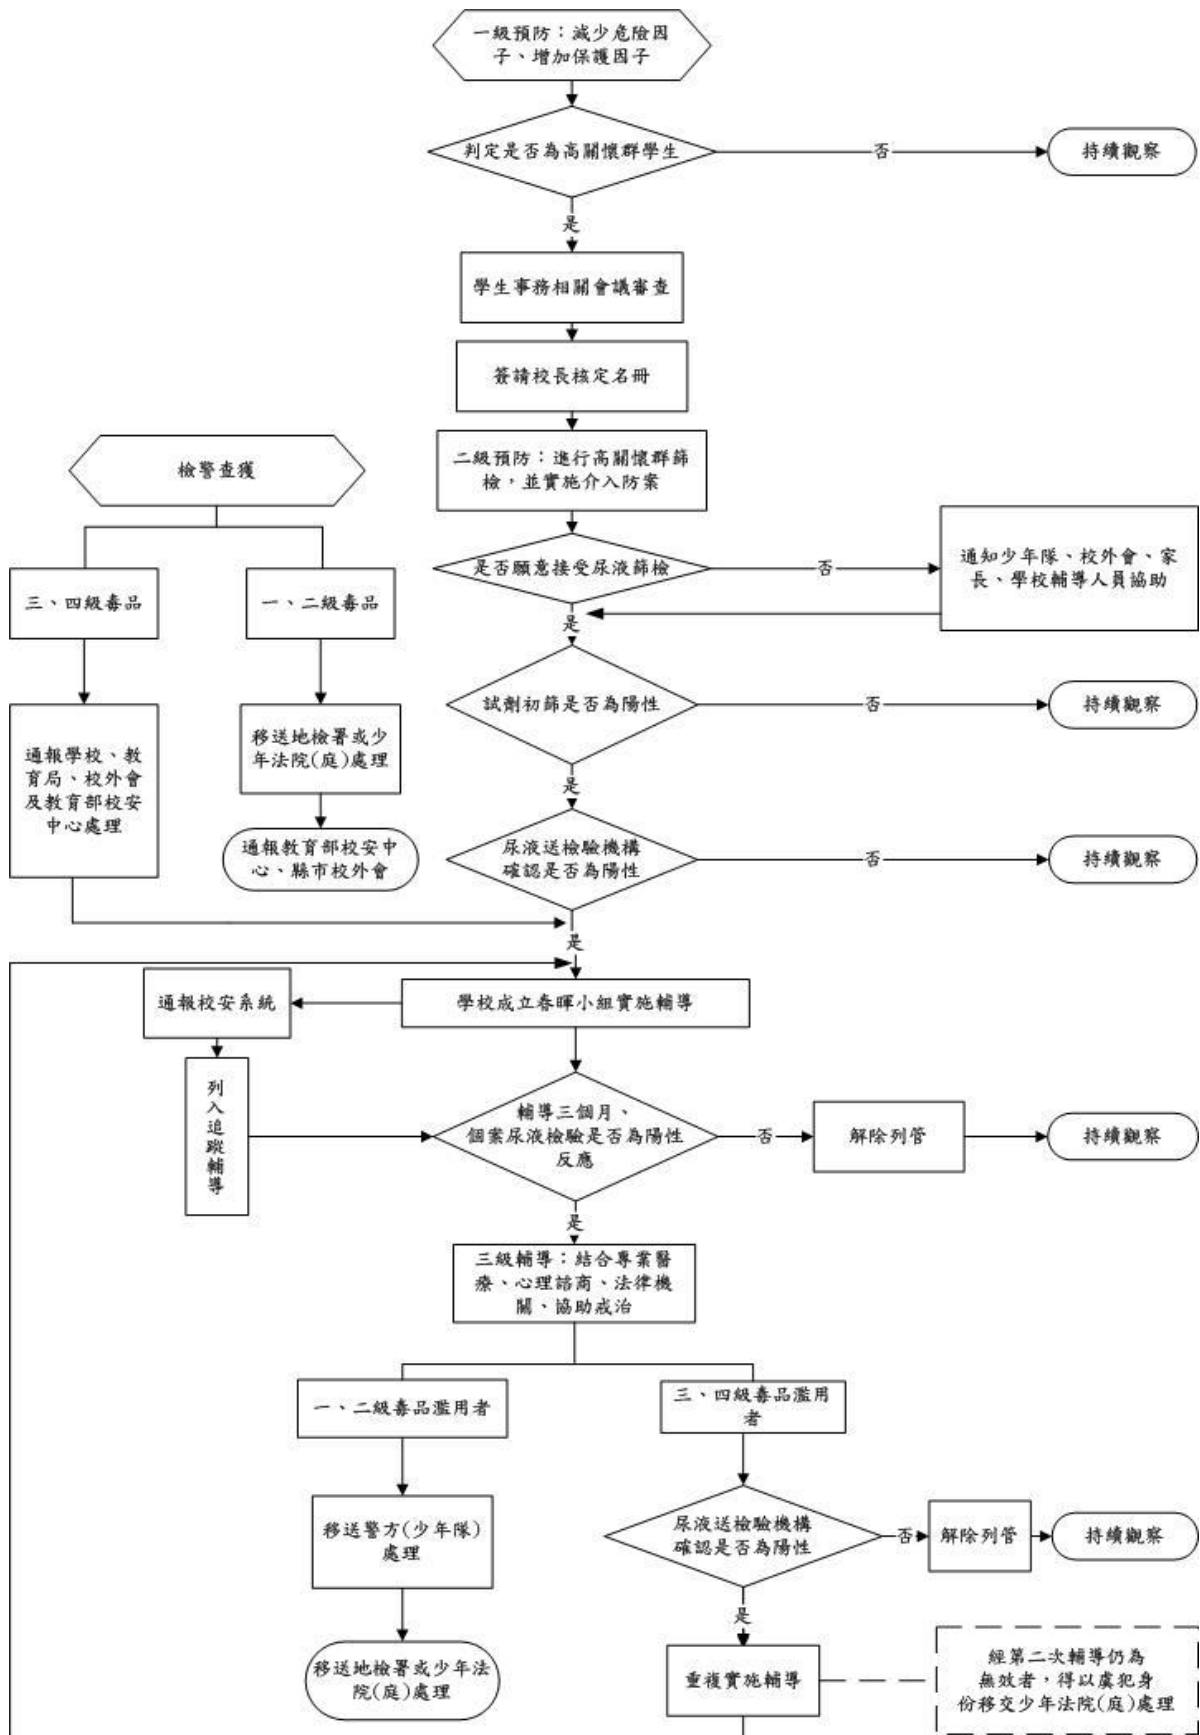 一級預防：減少危險因
子、增加保護因子
判定是否為高關懷群學生
否
持續觀察
是
學生事務相關會議審查
簽請校長核定名冊
二級預防：進行高關懷群篩
檢，並實施介入防案
檢警查獲
是否願意接受尿液篩檢
否
通知少年隊、校外會、家
長、學校輔導人員協助
三、四級毒品
一、二級毒品
是
試劑初篩是否為陽性
否
持續觀察
通報學校、教
育局、校外會
及教育部校安
中心處理
移送地檢署或少
年法院(庭)處理
是
通報教育部校安中
心、縣市校外會
尿液送檢驗機構
確認是否為陽性
否
持續觀察
是
通報校安系統
學校成立春暉小組實施輔導
列
入
追
蹤
輔
導
輔導三個月、
個案尿液檢驗是否為陽性
反應
否
解除列管
持續觀察
是
三級輔導：結合專業醫
療、心理諮商、法律機
關、協助戒治
一、二級毒品濫用者
三、四級毒品濫用
者
移送警方(少年隊)
處理
尿液送檢驗機構
確認是否為陽性
否
解除列管
持續觀察
是
移送地檢署或少年法
院(庭)處理
重複實施輔導
經第二次輔導仍為
無效者，得以虞犯身
份移交少年法院(庭)處理